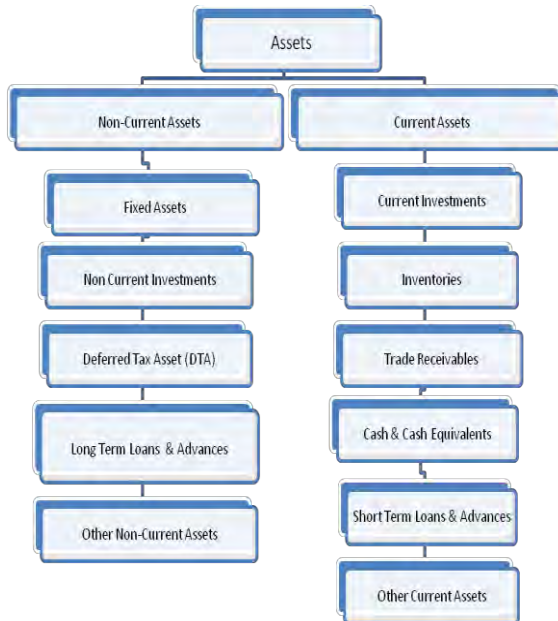 Assets
Non-Current Assets
Current Assets
Fixed Assets
Current Investments
Non Current Investments
Inventories
Deferred Tax Asset (DTA)
Trade Receivables
Long Term Loans & Advances
Cash & Cash Equivalents
Other Non-Current Assets
Short Term Loans & Advances
Other Current Assets